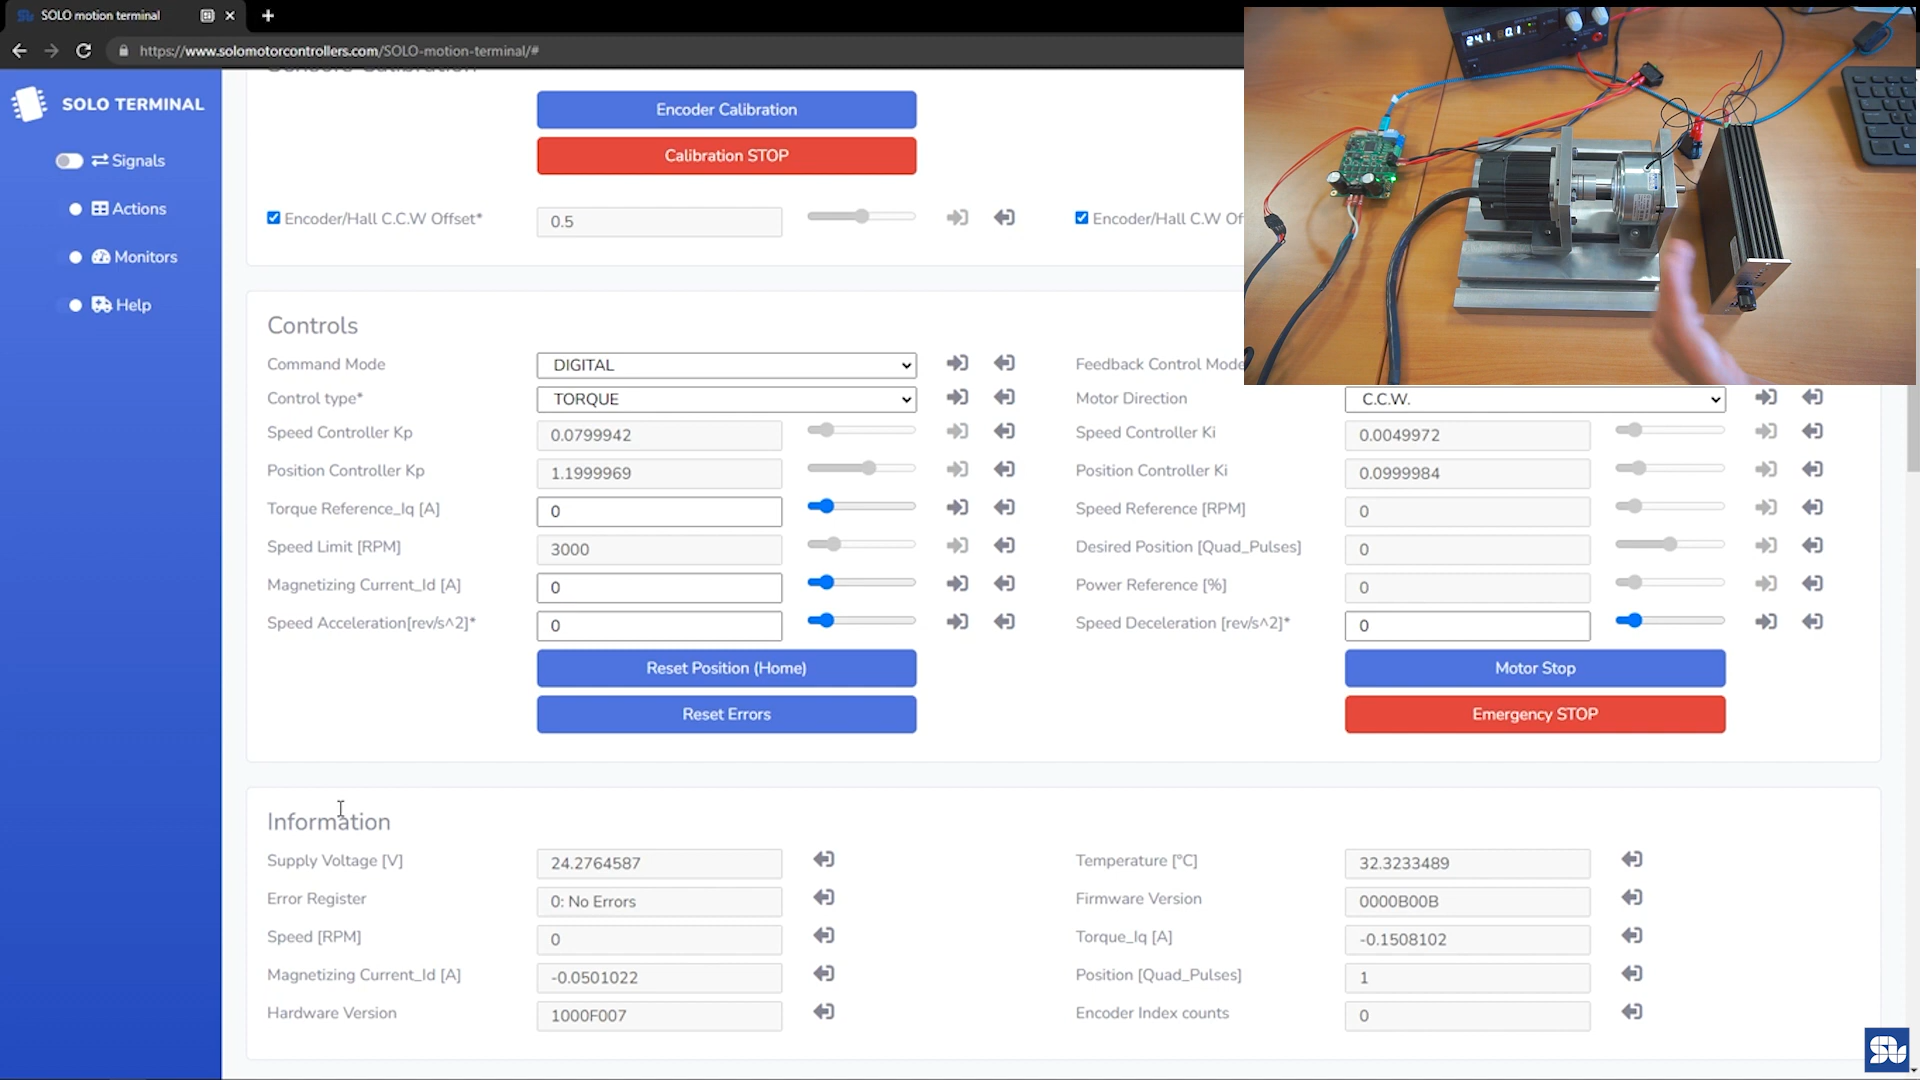 SOLO motion terminal
https://www.solomotorcontrollers.com/SOLO-motion-terminal/#
SOLO TERMINAL
Signals
Actions
Monitors
Help
Sensors Calibration
Encoder Calibration
Calibration STOP
Encoder/Hall C.C.W Offset* 0.5 Encoder/Hall C.W Of
Controls
Command Mode DIGITAL Feedback Control Mode
Control type* TORQUE Motor Direction C.C.W.
Speed Controller Kp 0.0799942 Speed Controller Ki 0.0049972
Position Controller Kp 1.1999969 Position Controller Ki 0.0999984
Torque Reference_Iq [A] 0 Speed Reference [RPM] 0
Speed Limit [RPM] 3000 Desired Position [Quad_Pulses] 0
Magnetizing Current_Id [A] 0 Power Reference [%] 0
Speed Acceleration[rev/s^2]* 0 Speed Deceleration [rev/s^2]* 0
Reset Position (Home) Motor Stop
Reset Errors Emergency STOP
Information
Supply Voltage [V] 24.2764587 Temperature [°C] 32.3233489
Error Register 0: No Errors Firmware Version 0000B00B
Speed [RPM] 0 Torque_Iq [A] -0.1508102
Magnetizing Current_Id [A] -0.0501022 Position [Quad_Pulses] 1
Hardware Version 1000F007 Encoder Index counts 0